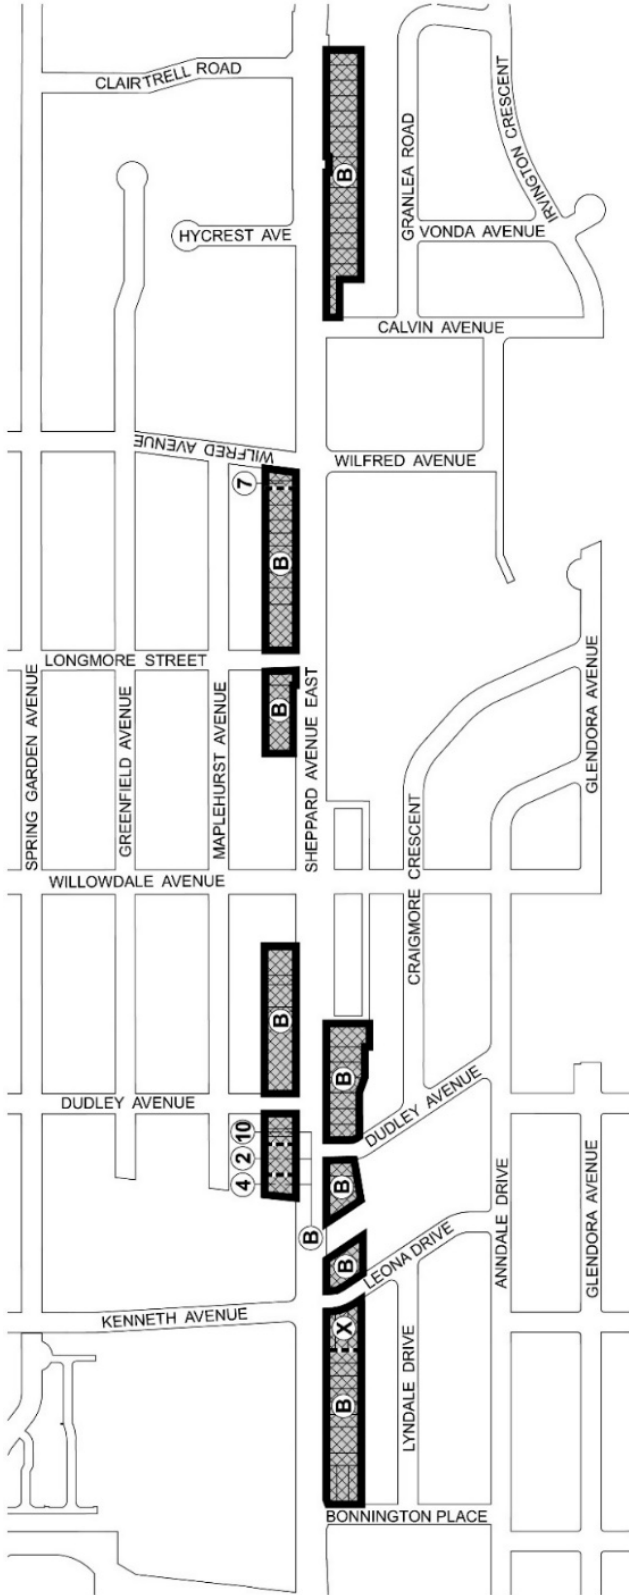 CLAIRTRELL ROAD
GRANLEA ROAD
IRVINGTON CRESCENT
B
HYCREST AVE
VONDA AVENUE
CALVIN AVENUE
WILFRED AVENUE
WILFRED AVENUE
7
B
LONGMORE STREET
SPRING GARDEN AVENUE
GREENFIELD AVENUE
MAPLEHURST AVENUE
B
SHEPPARD AVENUE EAST
GLENDORA AVENUE
WILLOWDALE AVENUE
CRAIGMORE CRESCENT
B
B
DUDLEY AVENUE
DUDLEY AVENUE
10
2
4
B
B
B
LEONA DRIVE
ANNDALE DRIVE
GLENDORA AVENUE
KENNETH AVENUE
X
B
LYNDALE DRIVE
BONNINGTON PLACE